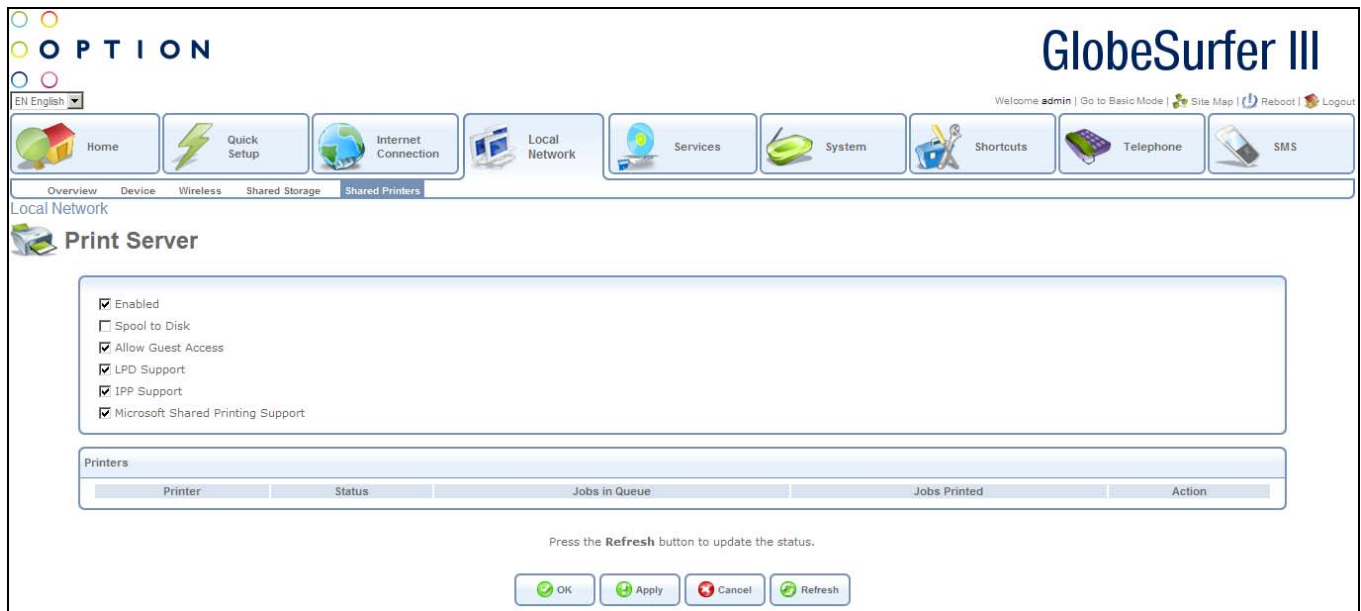 OPTION
GlobeSurfer III
EN English
Welcome admin | Go to Basic Mode | Site Map | Reboot | Logout
Home
Quick Setup
Internet Connection
Local Network
Services
System
Shortcuts
Telephone
SMS
Overview Device Wireless Shared Storage Shared Printers
Local Network
Print Server
Enabled
Spool to Disk
Allow Guest Access
LPD Support
IPP Support
Microsoft Shared Printing Support
Printers
Printer Status Jobs in Queue Jobs Printed Action
Press the Refresh button to update the status.
OK Apply Cancel Refresh